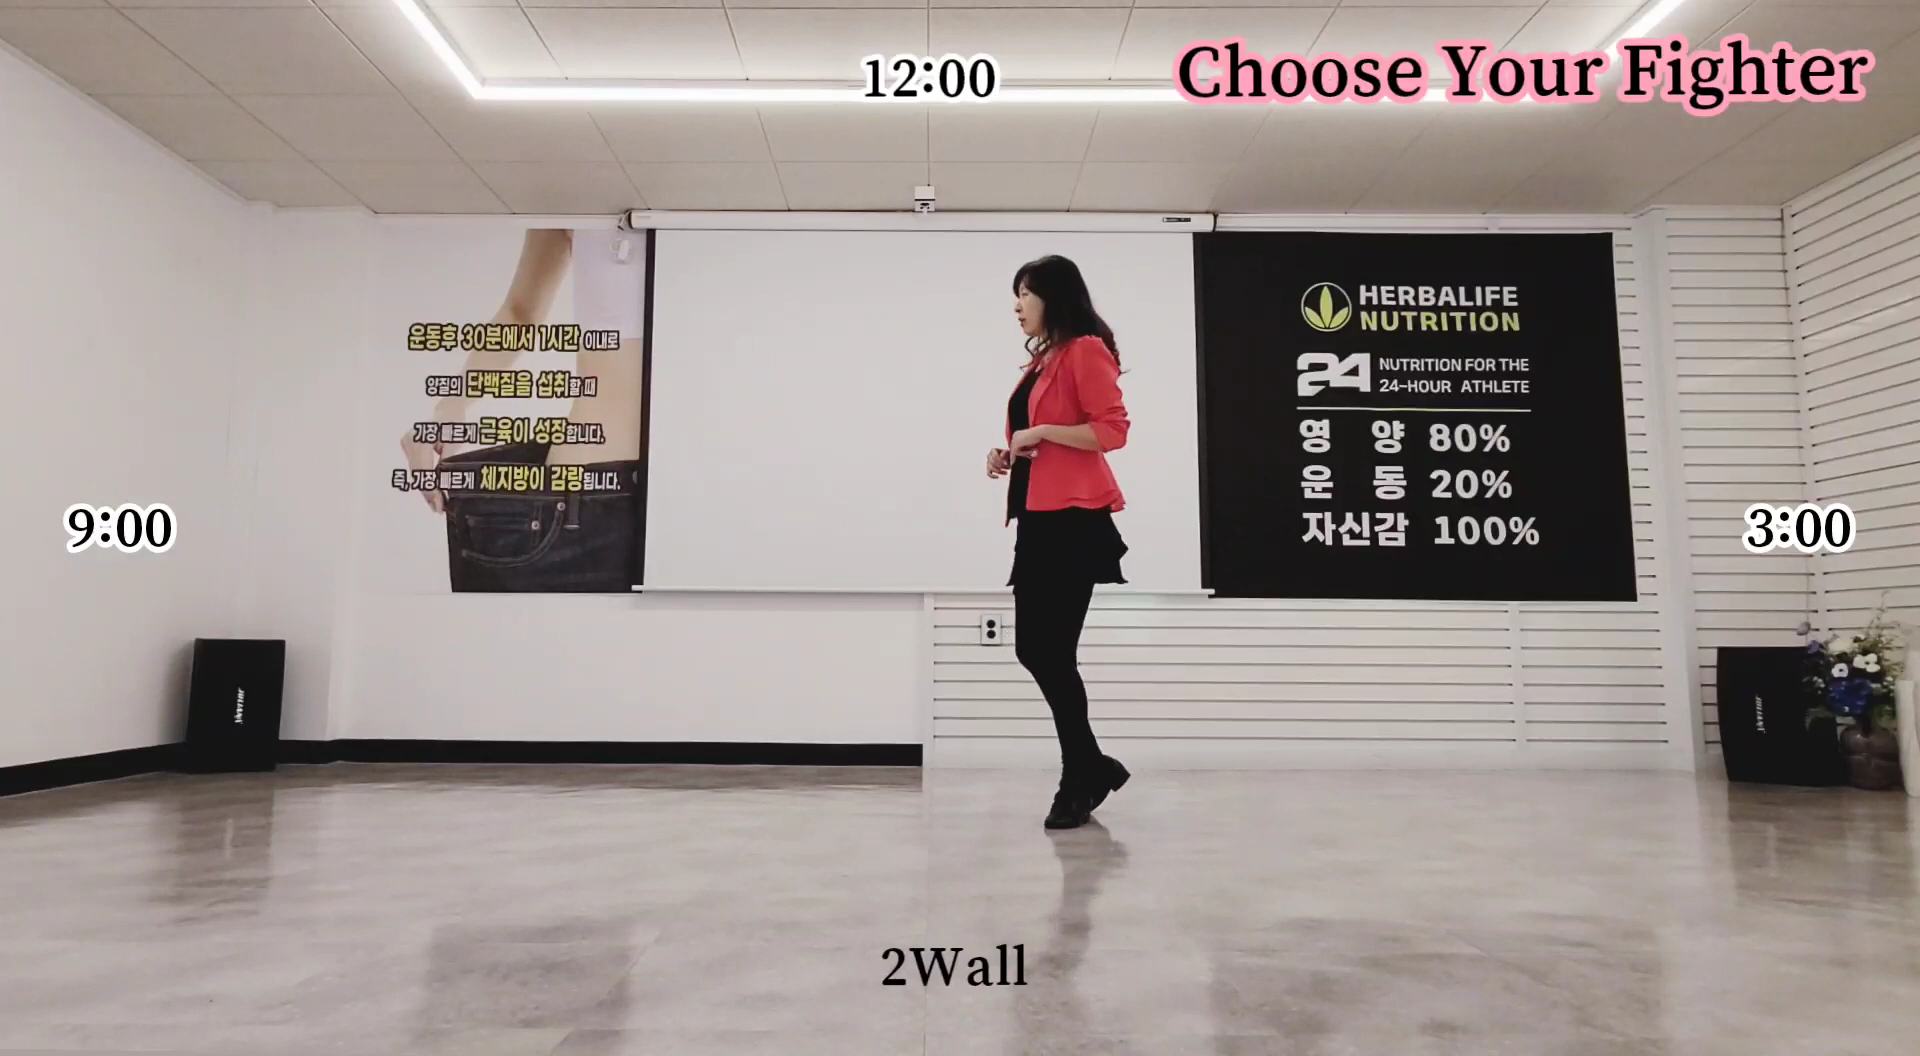 12:00
Choose Your Fighter
운동후 30분에서 1시간 이내로
양질의 단백질을 섭취할 때
가장 빠르게 근육이 성장합니다.
즉, 가장 빠르게 체지방이 감량됩니다.
HERBALIFE
NUTRITION
24 NUTRITION FOR THE
24-HOUR ATHLETE
영 양 80%
운 동 20%
자신감 100%
9:00
3:00
2Wall